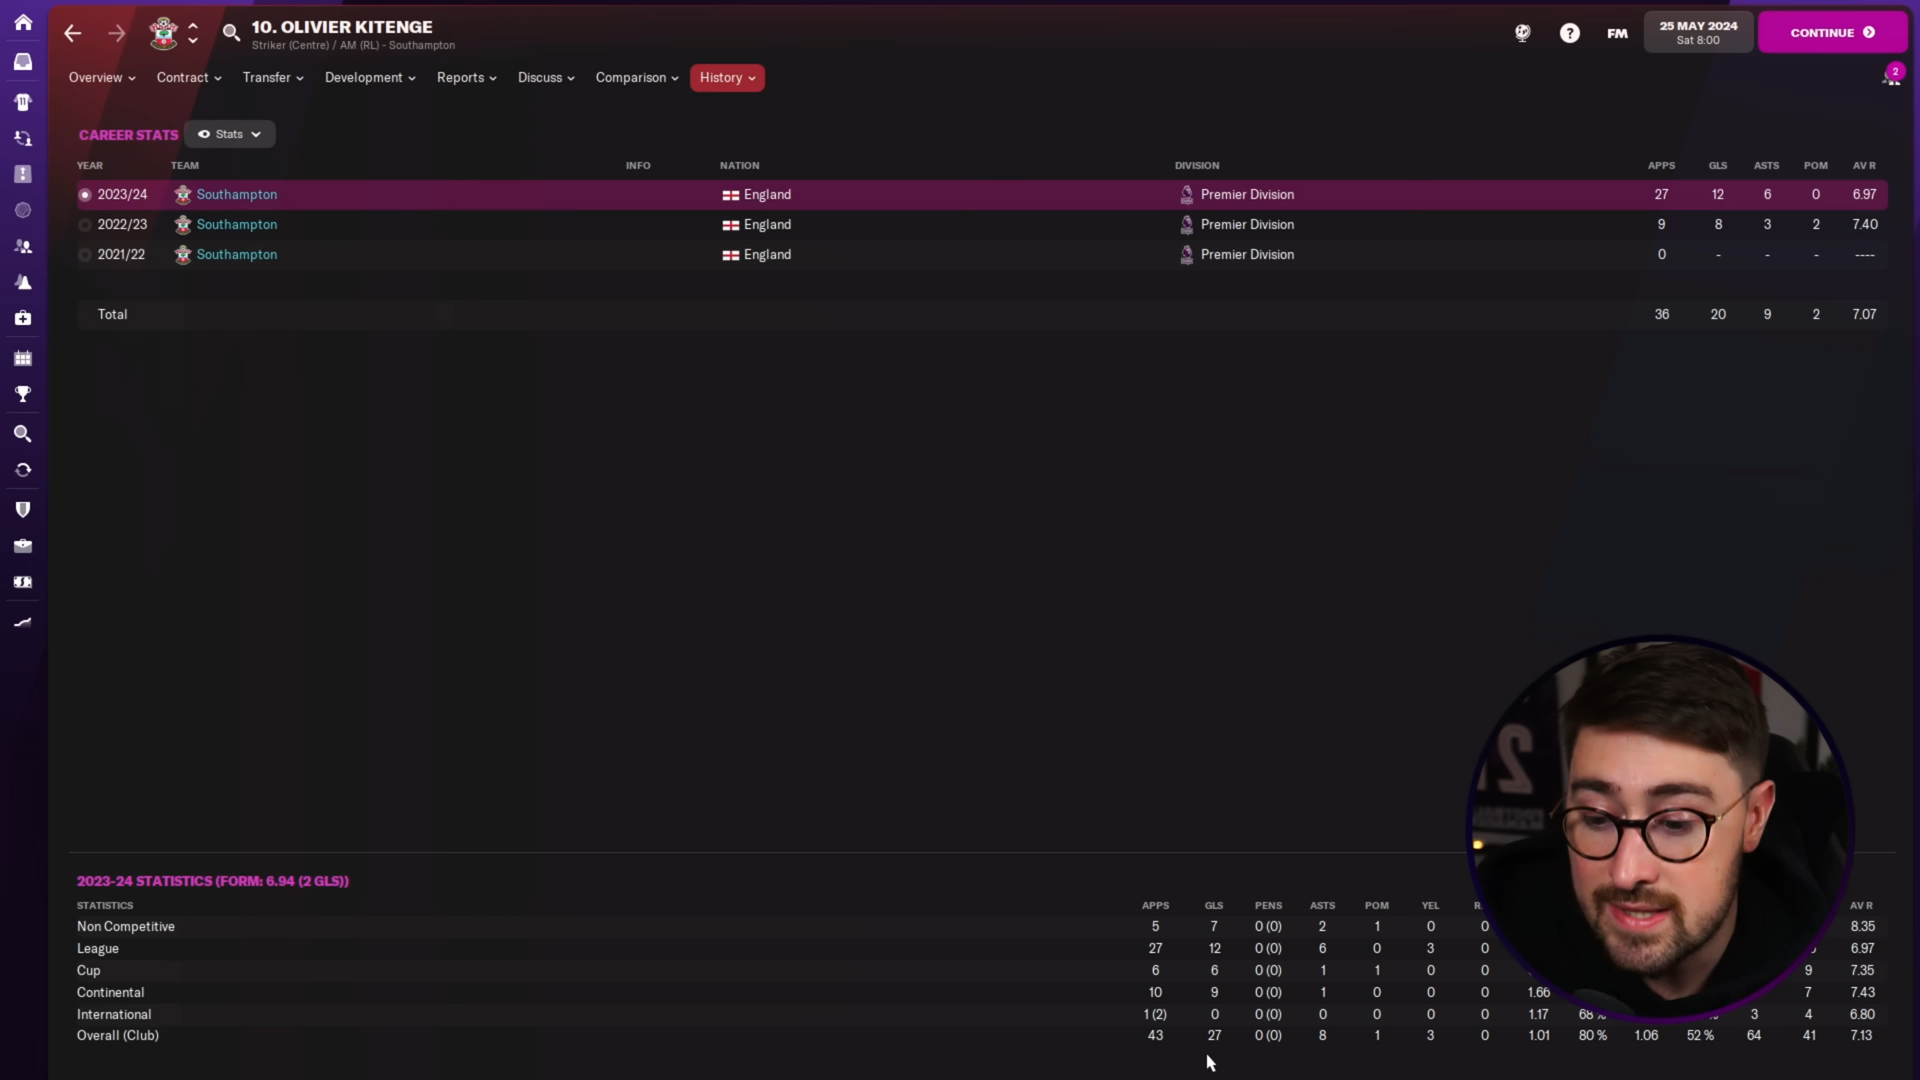 10. OLIVIER KITENGE
Striker (Centre) / AM (RL) - Southampton
FM
25 MAY 2024
Sat 8:00
CONTINUE
Overview
Contract
Transfer
Development
Reports
Discuss
Comparison
History
2
CAREER STATS
Stats
YEAR TEAM INFO NATION DIVISION APPS GLS ASTS POM AV R
2023/24 Southampton England Premier Division 27 12 6 0 6.97
2022/23 Southampton England Premier Division 9 8 3 2 7.40
2021/22 Southampton England Premier Division 0 - - - ----
Total 36 20 9 2 7.07
2023-24 STATISTICS (FORM: 6.94 (2 GLS))
STATISTICS APPS GLS PENS ASTS POM YEL AV R
Non Competitive 5 7 0 (0) 2 1 0 0 8.35
League 27 12 0 (0) 6 0 3 0 6.97
Cup 6 6 0 (0) 1 1 0 0 9 7.35
Continental 10 9 0 (0) 1 0 0 0 1.66 7 7.43
International 1 (2) 0 0 (0) 0 0 0 0 1.17 68 % 3 4 6.80
Overall (Club) 43 27 0 (0) 8 1 3 0 1.01 80 % 1.06 52 % 64 41 7.13